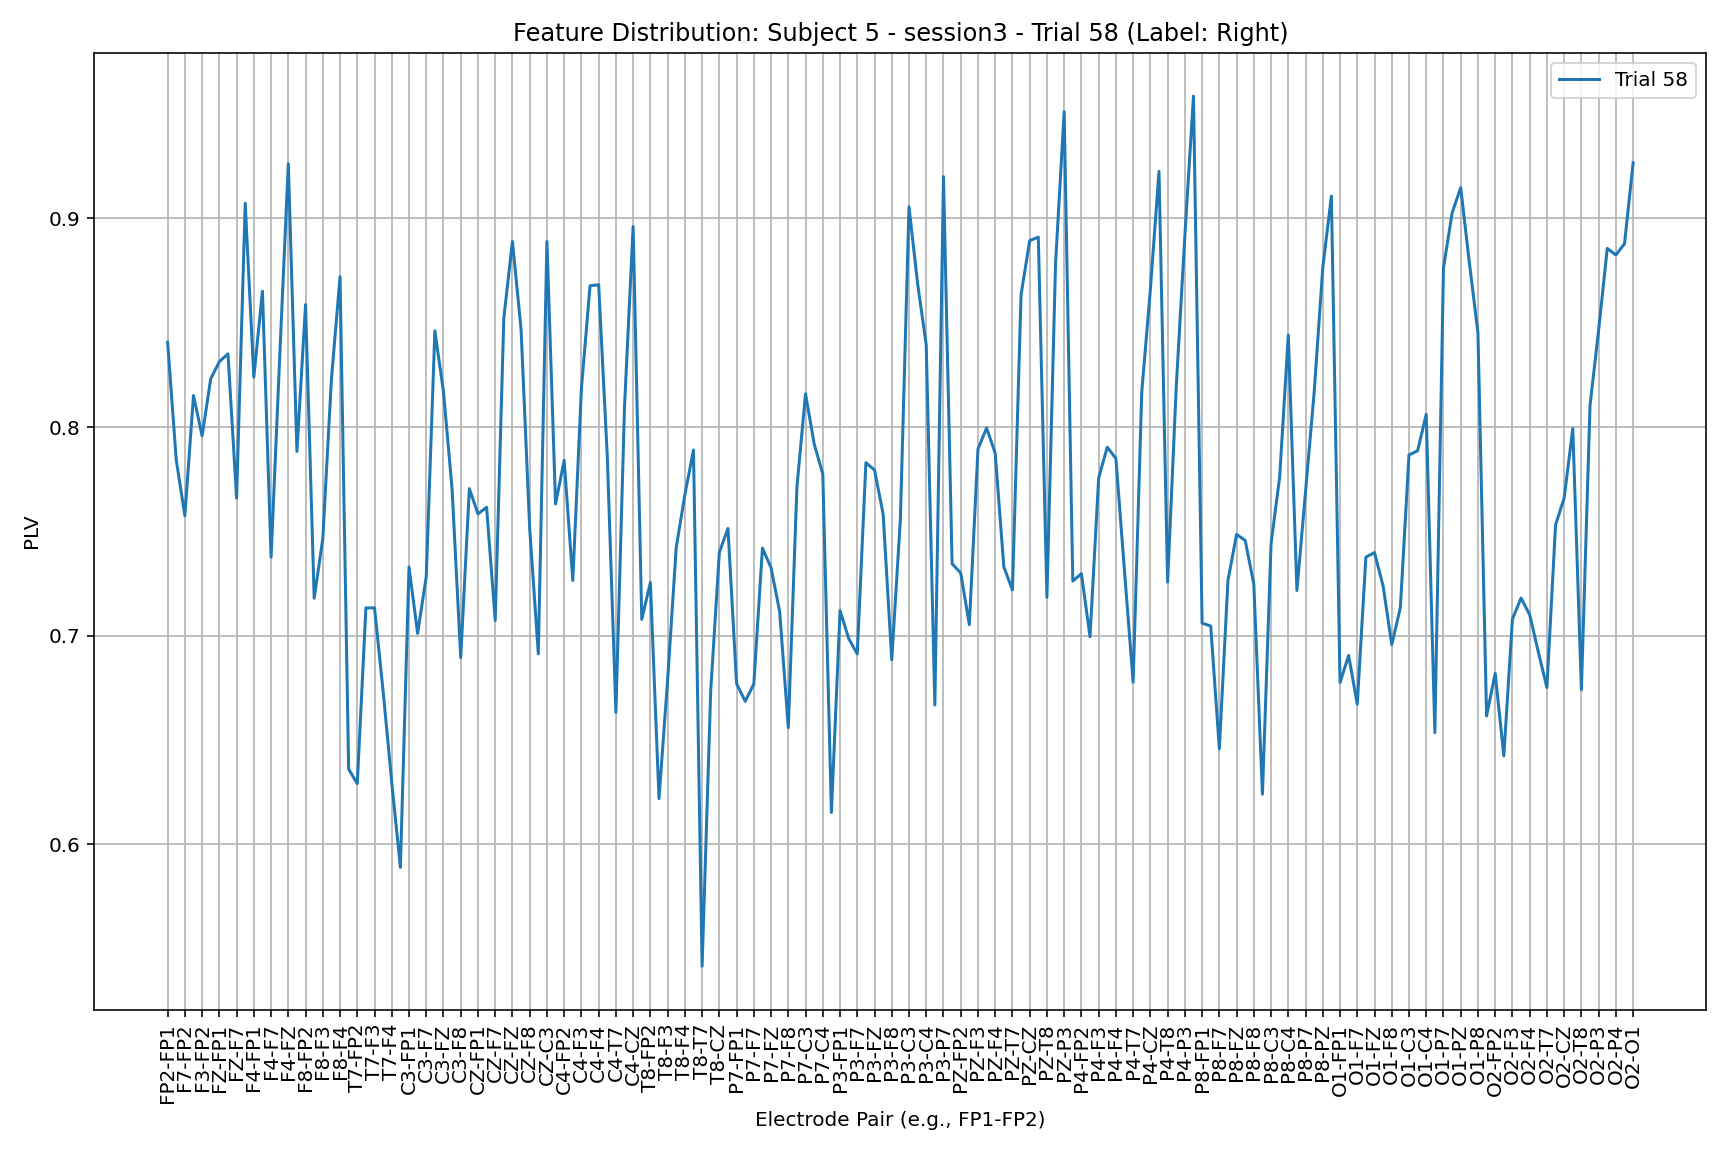 Feature Distribution: Subject 5 - session3 - Trial 58 (Label: Right)
Trial 58
PLV
0.9
0.8
0.7
0.6
FP2-FP1
F7-FP2
F3-FP2
FZ-FP1
FZ-F7
F4-FP1
F4-F7
F4-FZ
F8-FP2
F8-F3
F8-F4
T7-FP2
T7-F3
T7-F4
C3-FP1
C3-F7
C3-FZ
C3-F8
CZ-FP1
CZ-F7
CZ-FZ
CZ-F8
CZ-C3
C4-FP2
C4-F3
C4-F4
C4-T7
C4-CZ
T8-FP2
T8-F3
T8-F4
T8-T7
T8-CZ
P7-FP1
P7-F7
P7-FZ
P7-F8
P7-C3
P7-C4
P3-FP1
P3-F7
P3-FZ
P3-F8
P3-C3
P3-C4
P3-P7
PZ-FP2
PZ-F3
PZ-F4
PZ-T7
PZ-CZ
PZ-T8
PZ-P3
P4-FP2
P4-F3
P4-F4
P4-T7
P4-CZ
P4-T8
P4-P3
P8-FP1
P8-F7
P8-FZ
P8-F8
P8-C3
P8-C4
P8-P7
P8-PZ
O1-FP1
O1-F7
O1-FZ
O1-F8
O1-C3
O1-C4
O1-P7
O1-PZ
O1-P8
O2-FP2
O2-F3
O2-F4
O2-T7
O2-CZ
O2-T8
O2-P3
O2-P4
O2-O1
Electrode Pair (e.g., FP1-FP2)